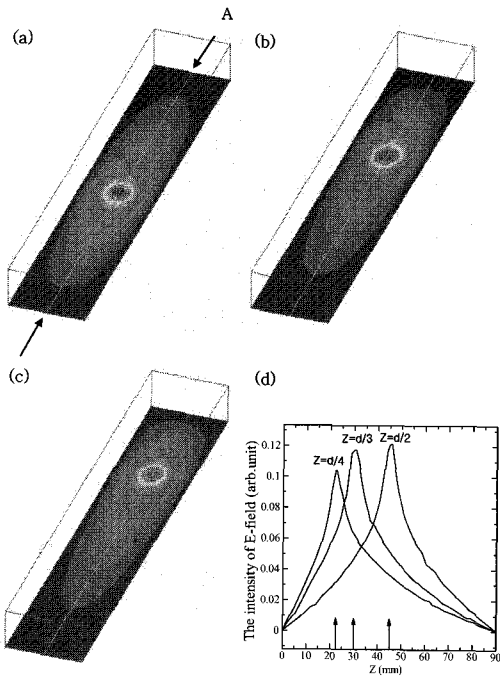 A
(a)
(b)
(c)
(d)
The intensity of E-field (arb.unit)
0.12
0.1
0.08
0.06
0.04
0.02
0
Z=d/4
Z=d/3
Z=d/2
0 10 20 30 40 50 60 70 80 90
Z (mm)